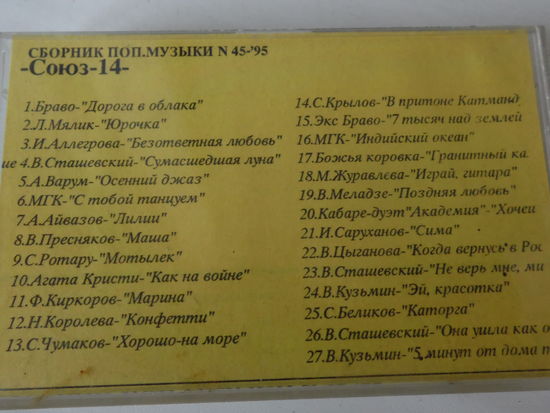 СБОРНИК ПОП.МУЗЫКИ N 45-'95
-Союз-14-
1.Браво-"Дорога в облака"
2.Л.Мялик-"Юрочка"
3.И.Аллегрова-"Безответная любовь"
ие 4.В.Сташевский-"Сумасшедшая луна"
5.А.Варум-"Осенний джаз"
6.МГК-"С тобой танцуем"
7.А.Айвазов-"Лилии"
8.В.Пресняков-"Маша"
9.С.Ротару-"Мотылек"
10.Агата Кристи-"Как на войне"
11.Ф.Киркоров-"Марина"
12.Н.Королева-"Конфетти"
13.С.Чумаков-"Хорошо-на море"
14.С.Крылов-"В притоне Катманд
15.Экс Браво-"7 тысяч над землей
16.МГК-"Индийский океан"
17.Божья коровка-"Гранитный ка
18.М.Журавлева-"Играй, гитара"
19.В.Меладзе-"Поздняя любовь"
20.Кабаре-дуэт"Академия"-"Хочеш
21.И.Саруханов-"Сима"
22.В.Цыганова-"Когда вернусь в Рос
23.В.Сташевский-"Не верь мне, ми
24.В.Кузьмин-"Эй, красотка"
25.С.Беликов-"Каторга"
26.В.Сташевский-"Она ушла как о
27.В.Кузьмин-"5 минут от дома т